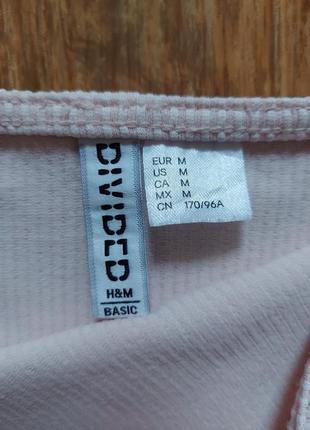 DIVIDED
H&M
BASIC
EUR M
US M
CA M
MX M
CN 170/96A